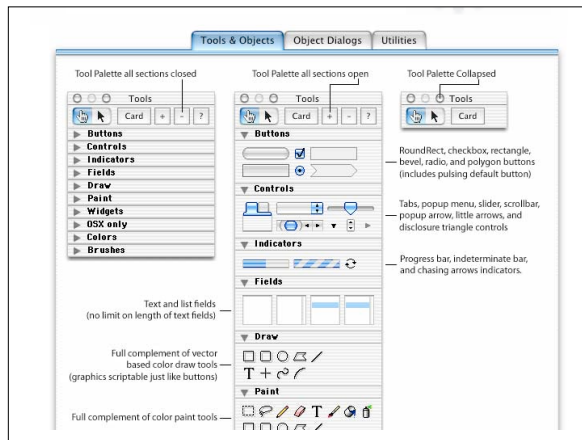 Tools & Objects
Object Dialogs
Utilities
Tool Palette all sections closed
Tool Palette all sections open
Tool Palette Collapsed
Tools
Card + - ?
Buttons
Controls
Indicators
Fields
Draw
Paint
Widgets
OSX only
Colors
Brushes
Tools
Card + - ?
Buttons
Controls
Indicators
Fields
Draw
T
Paint
T
Tools
Card
RoundRect, checkbox, rectangle,
bevel, radio, and polygon buttons
(includes pulsing default button)
Tabs, popup menu, slider, scrollbar,
popup arrow, little arrows, and
disclosure triangle controls
Progress bar, indeterminate bar,
and chasing arrows indicators.
Text and list fields
(no limit on length of text fields)
Full complement of vector
based color draw tools
(graphics scriptable just like buttons)
Full complement of color paint tools